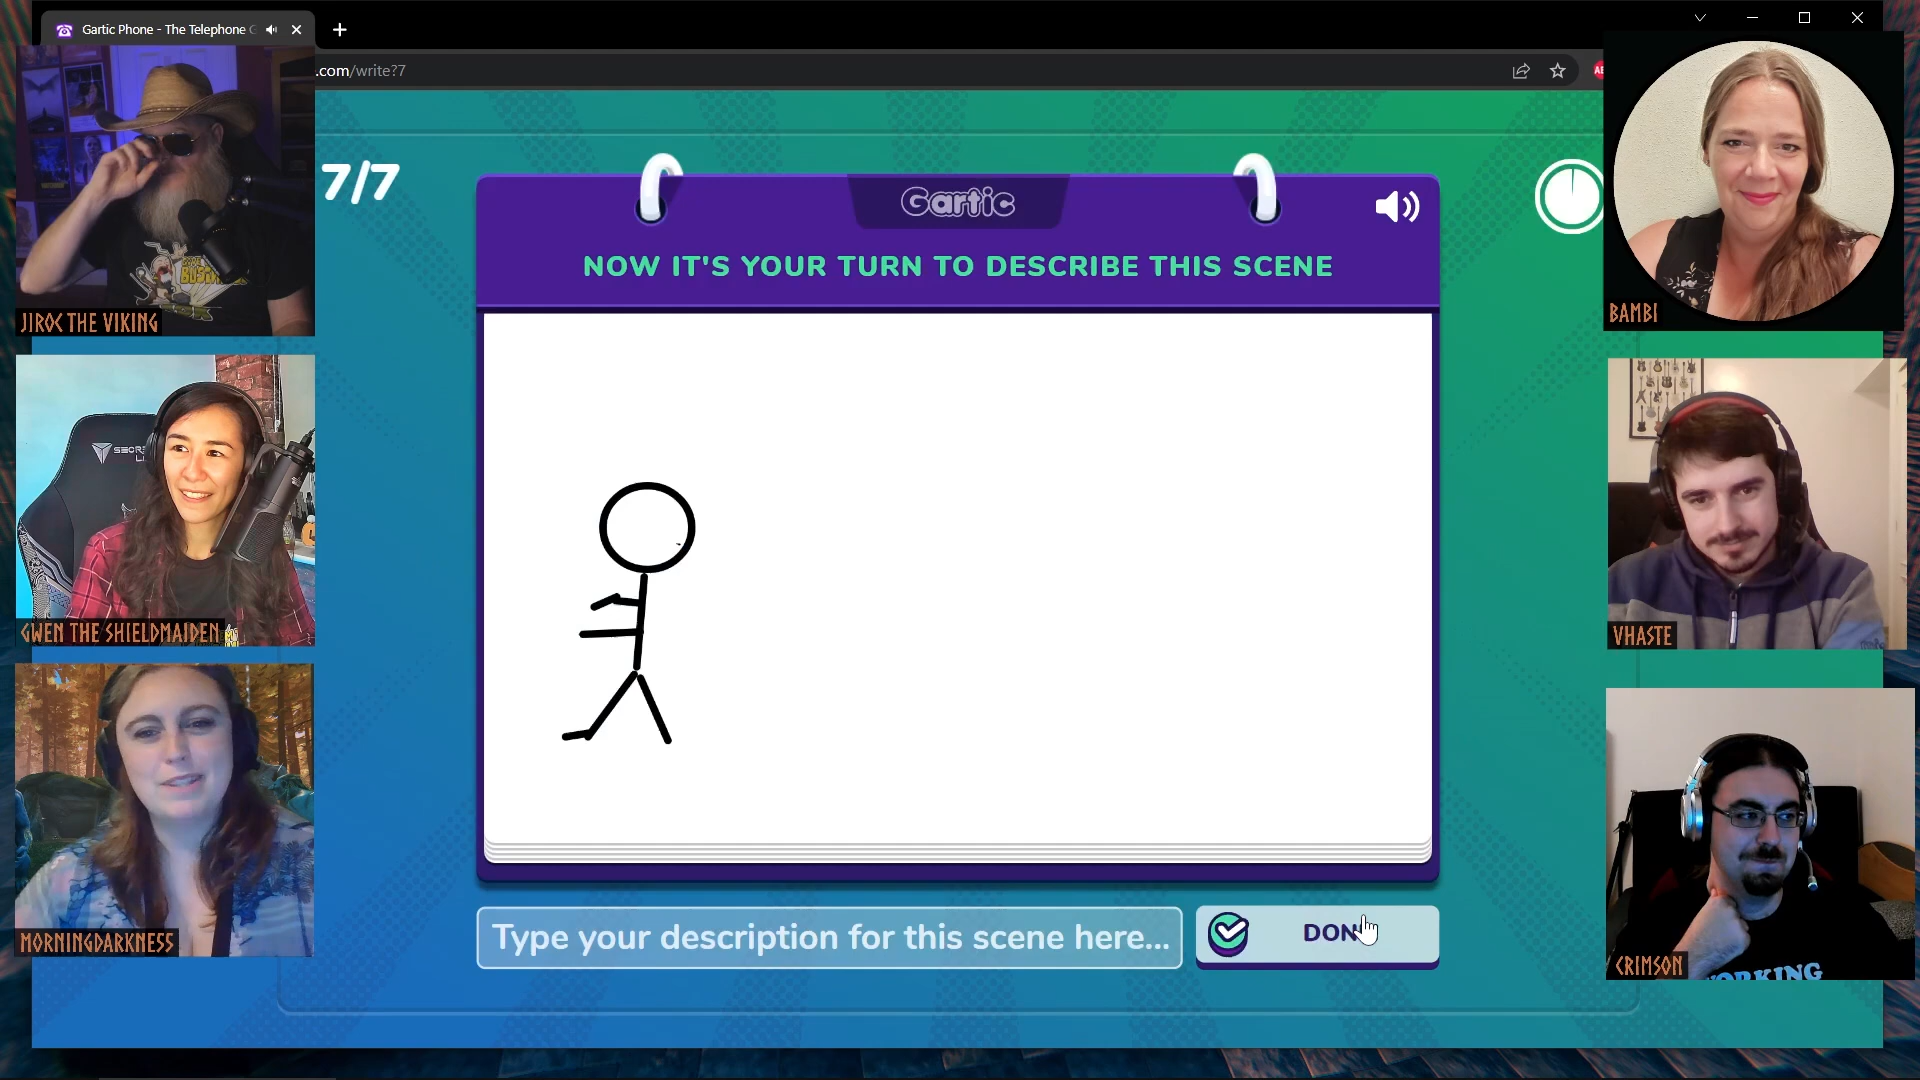 Gartic Phone - The Telephone G
.com/write?7
7/7
Gartic
NOW IT'S YOUR TURN TO DESCRIBE THIS SCENE
Type your description for this scene here...
DON
JIROC THE VIKING
GWEN THE SHIELDMAIDEN
MORNINGDARKNESS
BAMBI
VHASTE
CRIMSON